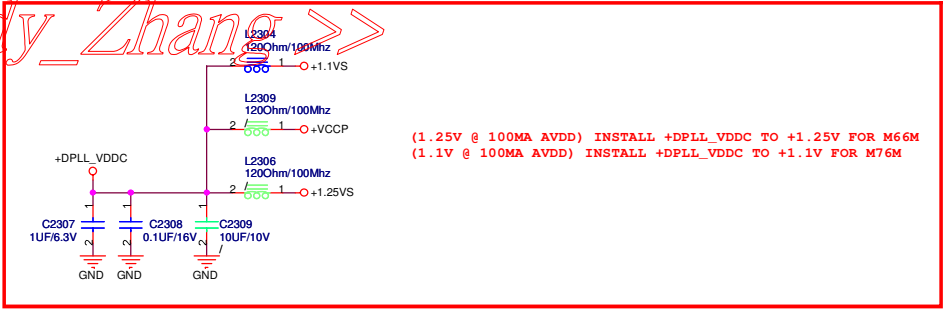 dy_Zhang >>
L2304
120Ohm/100Mhz
2 1 +1.1VS
L2309
120Ohm/100Mhz
2 1 +VCCP
(1.25V @ 100MA AVDD) INSTALL +DPLL_VDDC TO +1.25V FOR M66M
(1.1V @ 100MA AVDD) INSTALL +DPLL_VDDC TO +1.1V FOR M76M
+DPLL_VDDC
L2306
120Ohm/100Mhz
2 1 +1.25VS
1 1 1
C2307 C2308 C2309
1UF/6.3V 0.1UF/16V 10UF/10V
2 2 2
GND GND GND